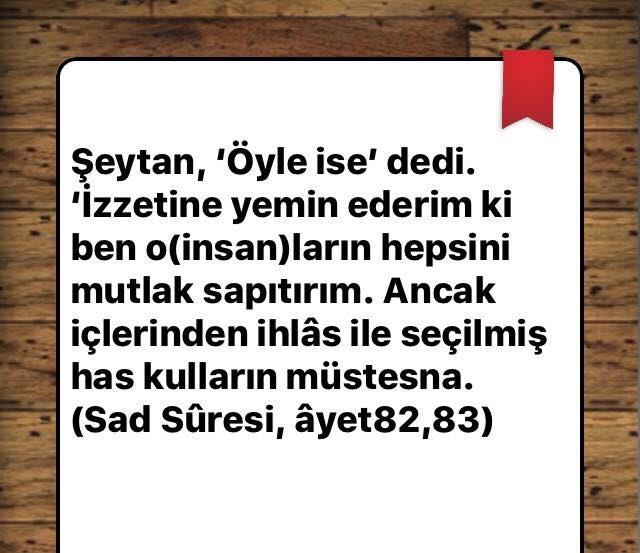 Şeytan, ‘Öyle ise’ dedi.
‘İzzetine yemin ederim ki
ben o(insan)ların hepsini
mutlak sapıtırım. Ancak
içlerinden ihlâs ile seçilmiş
has kulların müstesna.
(Sad Sûresi, âyet82,83)